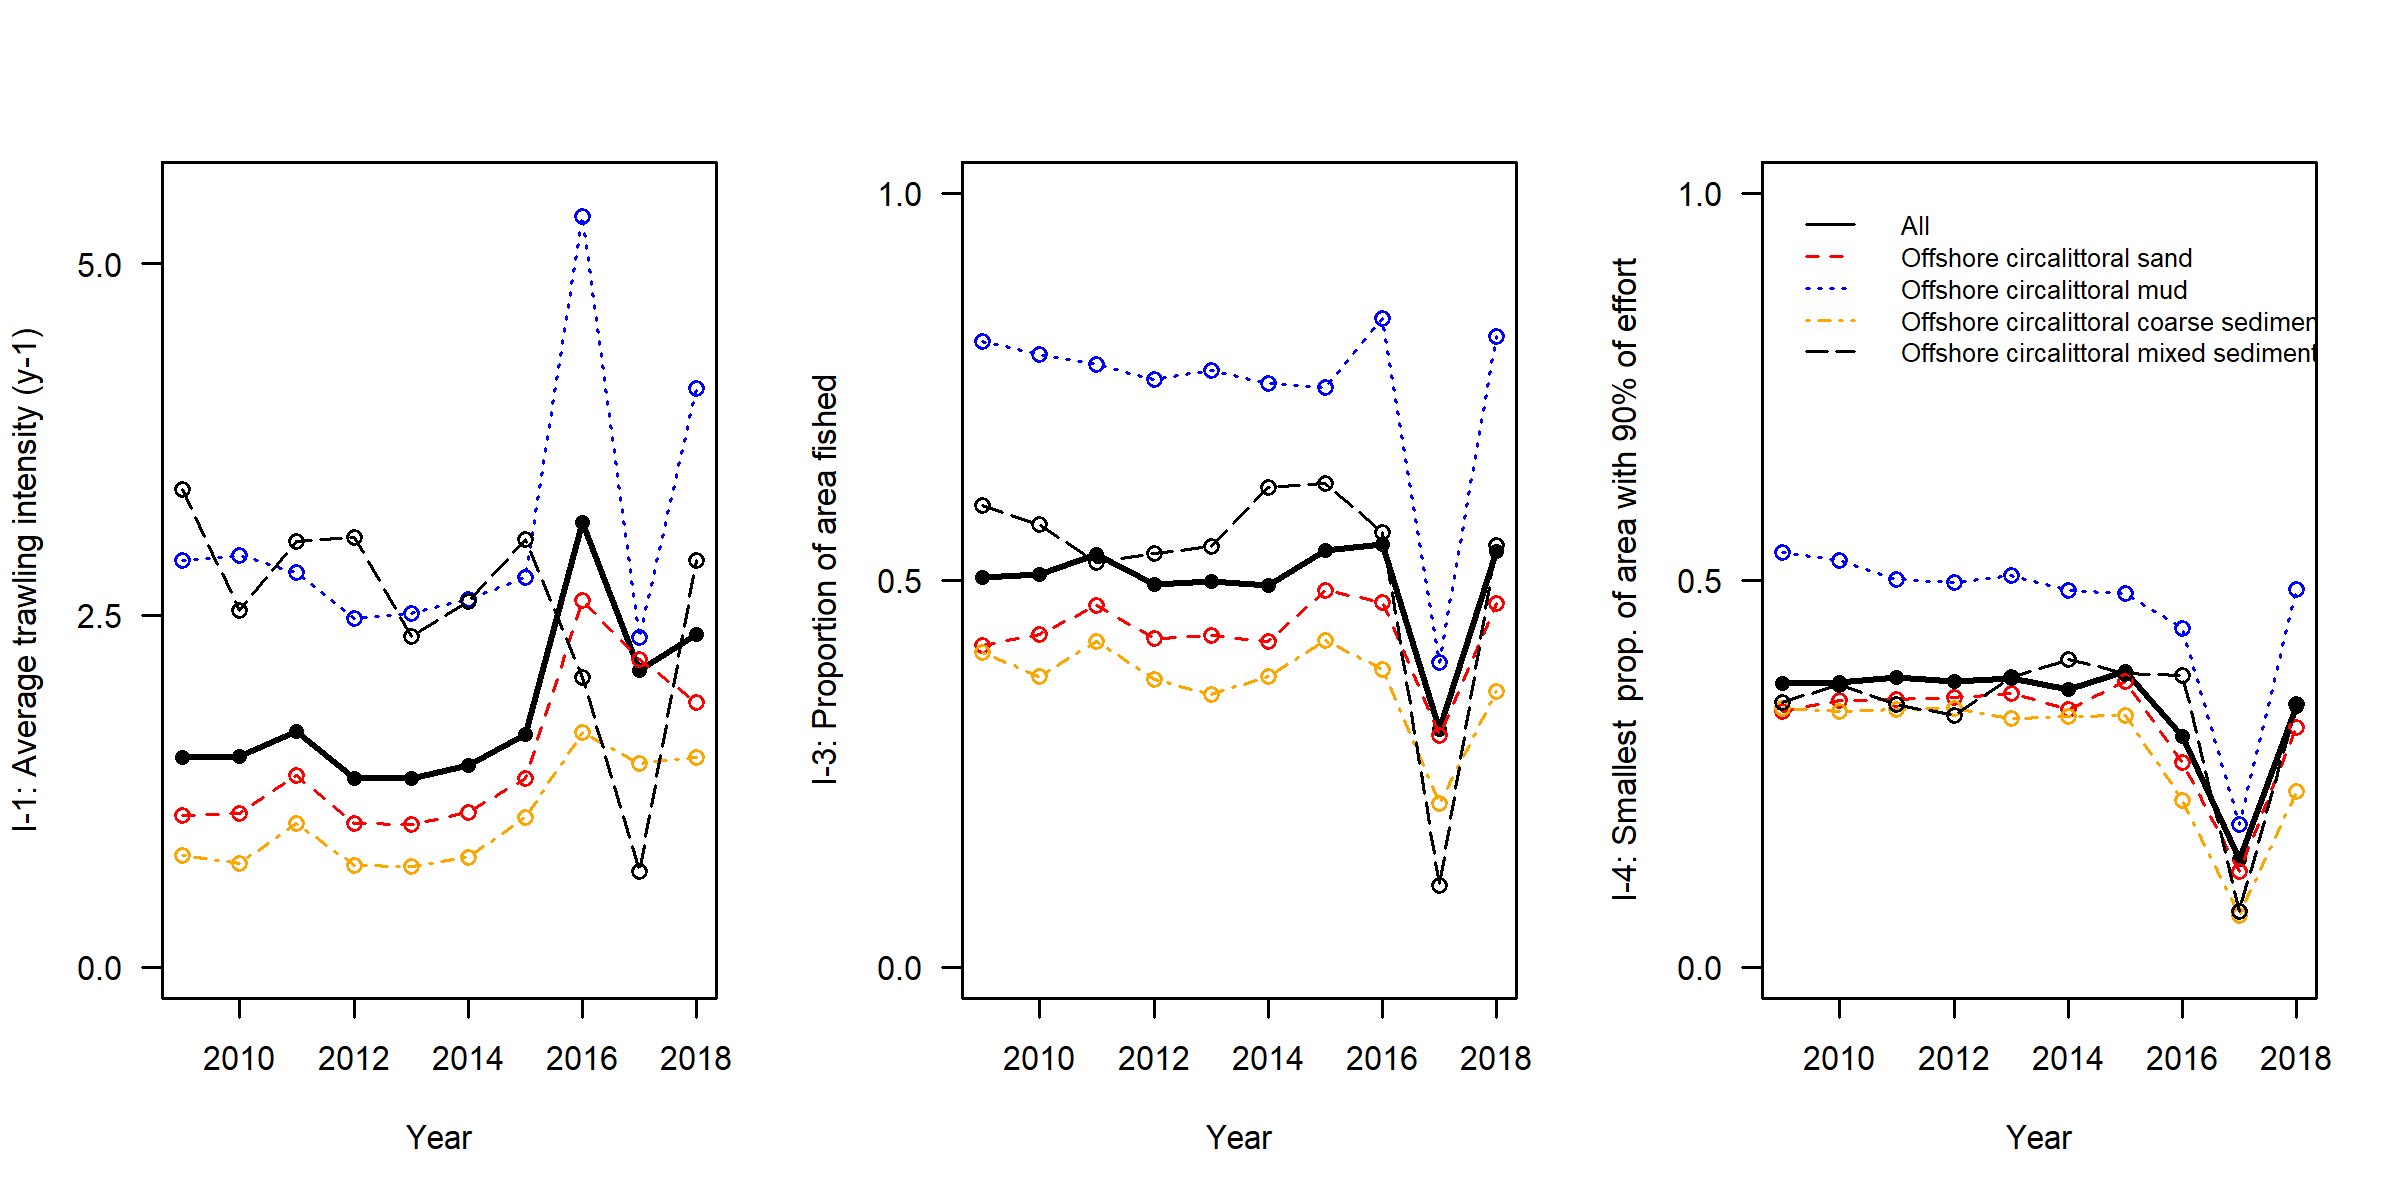 I-1: Average trawling intensity (y-1)
5.0
2.5
0.0
2010 2012 2014 2016 2018
Year
I-3: Proportion of area fished
1.0
0.5
0.0
2010 2012 2014 2016 2018
Year
I-4: Smallest prop. of area with 90% of effort
1.0
0.5
0.0
2010 2012 2014 2016 2018
Year
All
Offshore circalittoral sand
Offshore circalittoral mud
Offshore circalittoral coarse sedimen
Offshore circalittoral mixed sediment